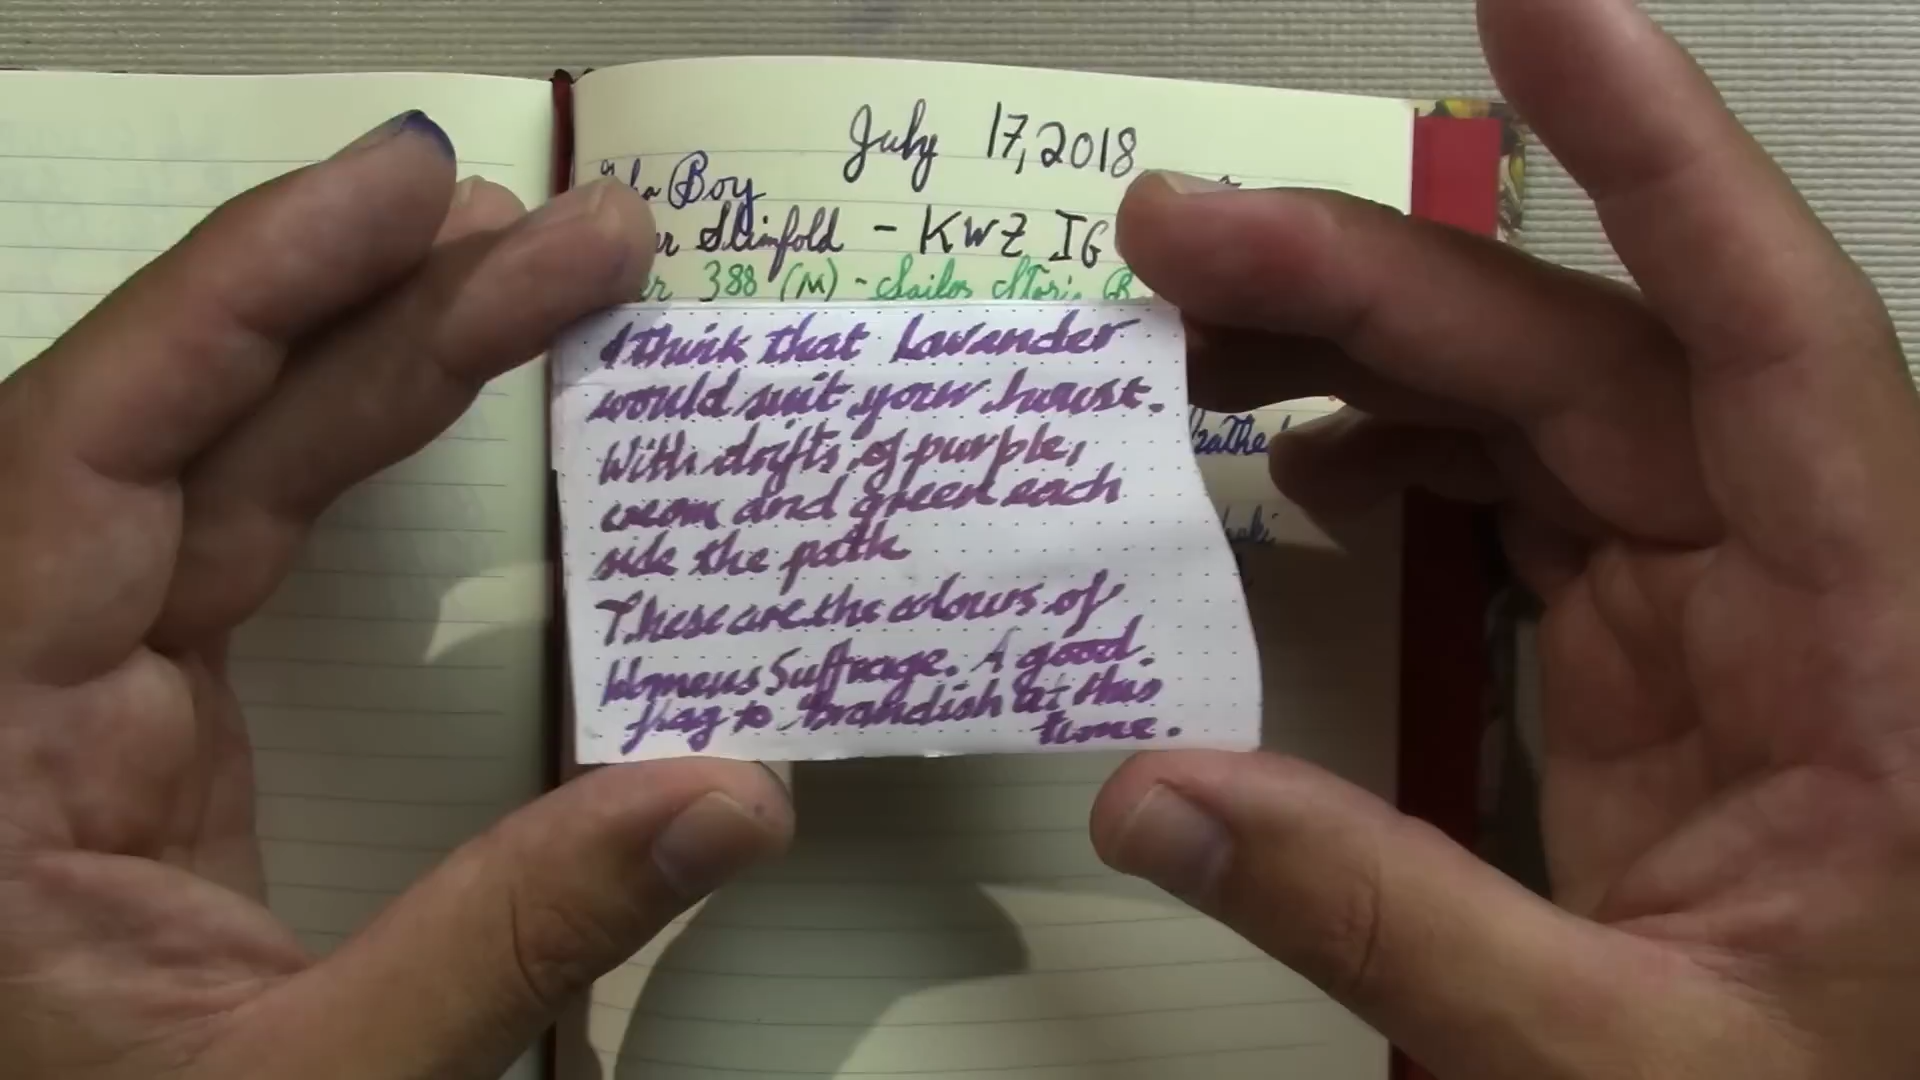 July 17, 2018
Boy
Slimfold - KWZ IG
388 (M) - Sailor
I think that Lavender
would suit your house.
With drifts of purple,
cream and green each
side the path
These are the colours of
Womens Suffrage. A good
flag to brandish at this
time.